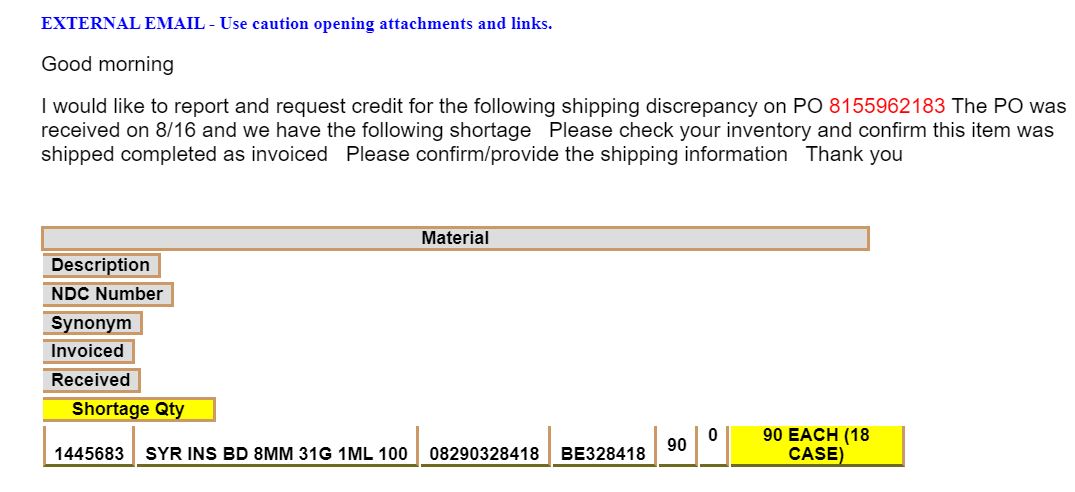 EXTERNAL EMAIL - Use caution opening attachments and links.
Good morning
I would like to report and request credit for the following shipping discrepancy on PO 8155962183 The PO was
received on 8/16 and we have the following shortage   Please check your inventory and confirm this item was
shipped completed as invoiced   Please confirm/provide the shipping information   Thank you
Material
Description
NDC Number
Synonym
Invoiced
Received
Shortage Qty
1445683 SYR INS BD 8MM 31G 1ML 100 08290328418 BE328418 90 0 90 EACH (18
CASE)